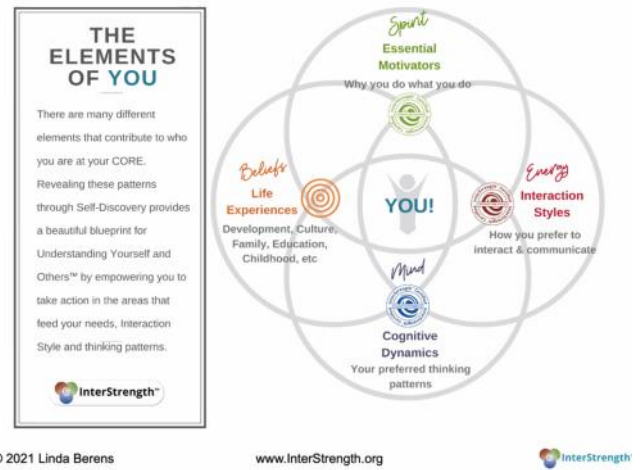 THE
ELEMENTS
OF YOU
There are many different
elements that contribute to who
you are at your CORE.
Revealing these patterns
through Self-Discovery provides
a beautiful blueprint for
Understanding Yourself and
Others™ by empowering you to
take action in the areas that
feed your needs, Interaction
Style and thinking patterns.
InterStrength™
Spirit
Essential
Motivators
Why you do what you do
Beliefs
Life
Experiences
Development, Culture,
Family, Education,
Childhood, etc
YOU!
Energy
Interaction
Styles
How you prefer to
interact & communicate
Mind
Cognitive
Dynamics
Your preferred thinking
patterns
© 2021 Linda Berens
www.InterStrength.org
InterStrength